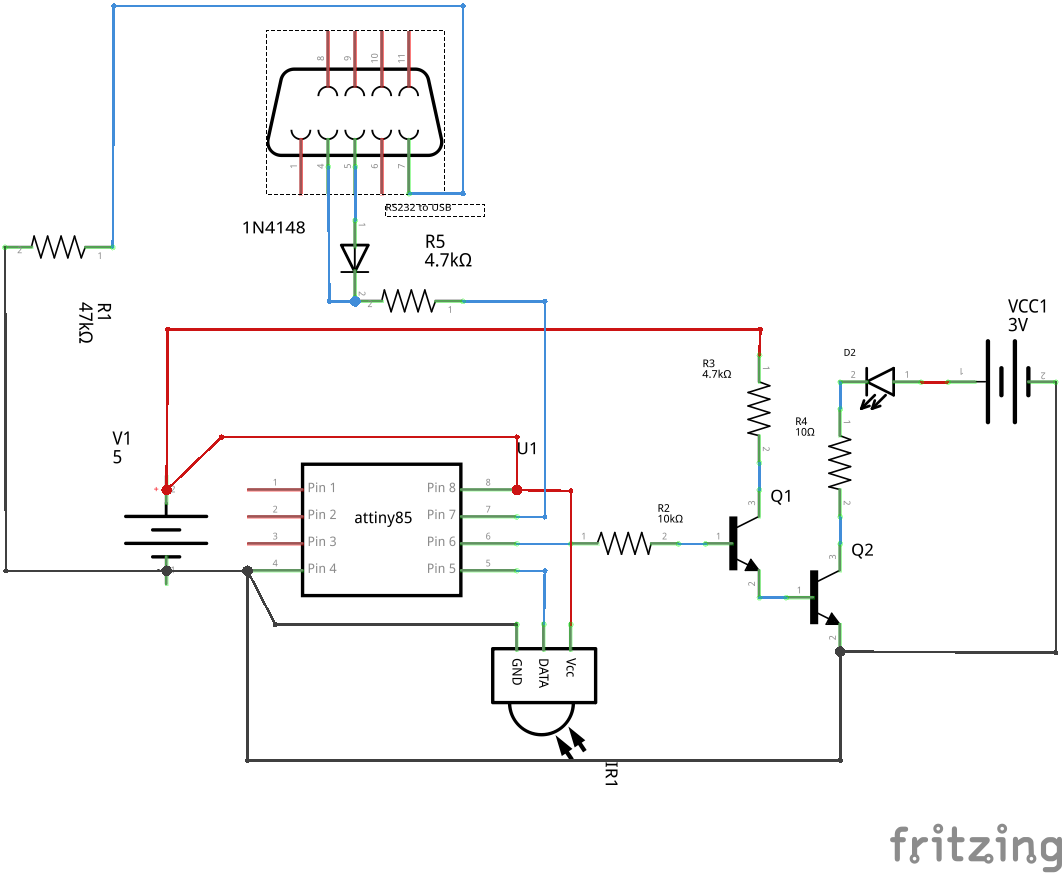 8 9 10 11
1 4 5 6 7
RS232 to USB
1N4148
1
2
R5
4.7kΩ
2 1
2 1
R1
47kΩ
VCC1
3V
1 2
D2
2 1
R3
4.7kΩ
1
2
R4
10Ω
1
2
V1
5
+
U1
attiny85
1 Pin 1 Pin 8 8
2 Pin 2 Pin 7 7
3 Pin 3 Pin 6 6
4 Pin 4 Pin 5 5
R2
10kΩ
1 2
Q1
3
1
2
Q2
3
1
2
GND
DATA
Vcc
IR1
fritzing